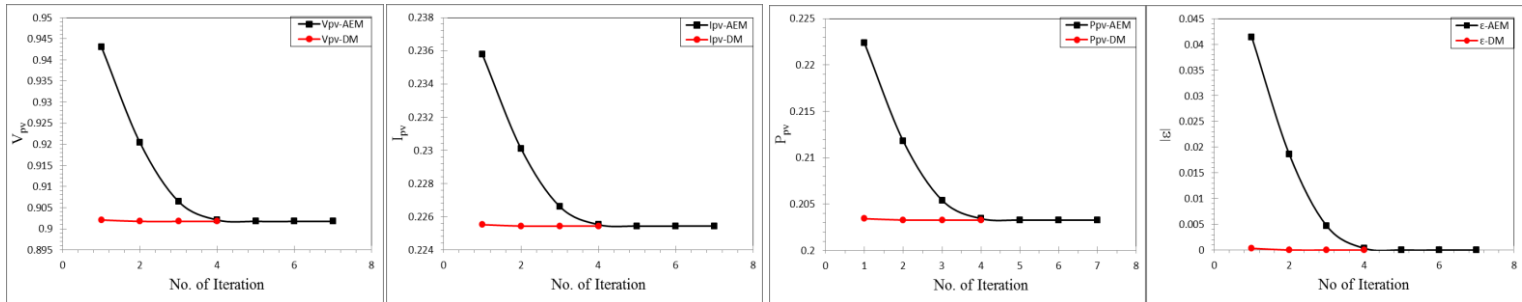 0.95
0.945
0.94
0.935
0.93
0.925
0.92
0.915
0.91
0.905
0.9
0.895
V_pv
0 2 4 6 8
No. of Iteration
Vpv-AEM
Vpv-DM
0.238
0.236
0.234
0.232
0.23
0.228
0.226
0.224
I_pv
0 2 4 6 8
No. of Iteration
Ipv-AEM
Ipv-DM
0.225
0.22
0.215
0.21
0.205
0.2
P_pv
0 1 2 3 4 5 6 7 8
No. of Iteration
Ppv-AEM
Ppv-DM
0.045
0.04
0.035
0.03
0.025
0.02
0.015
0.01
0.005
0
|ε|
0 2 4 6 8
No. of Iteration
ε-AEM
ε-DM